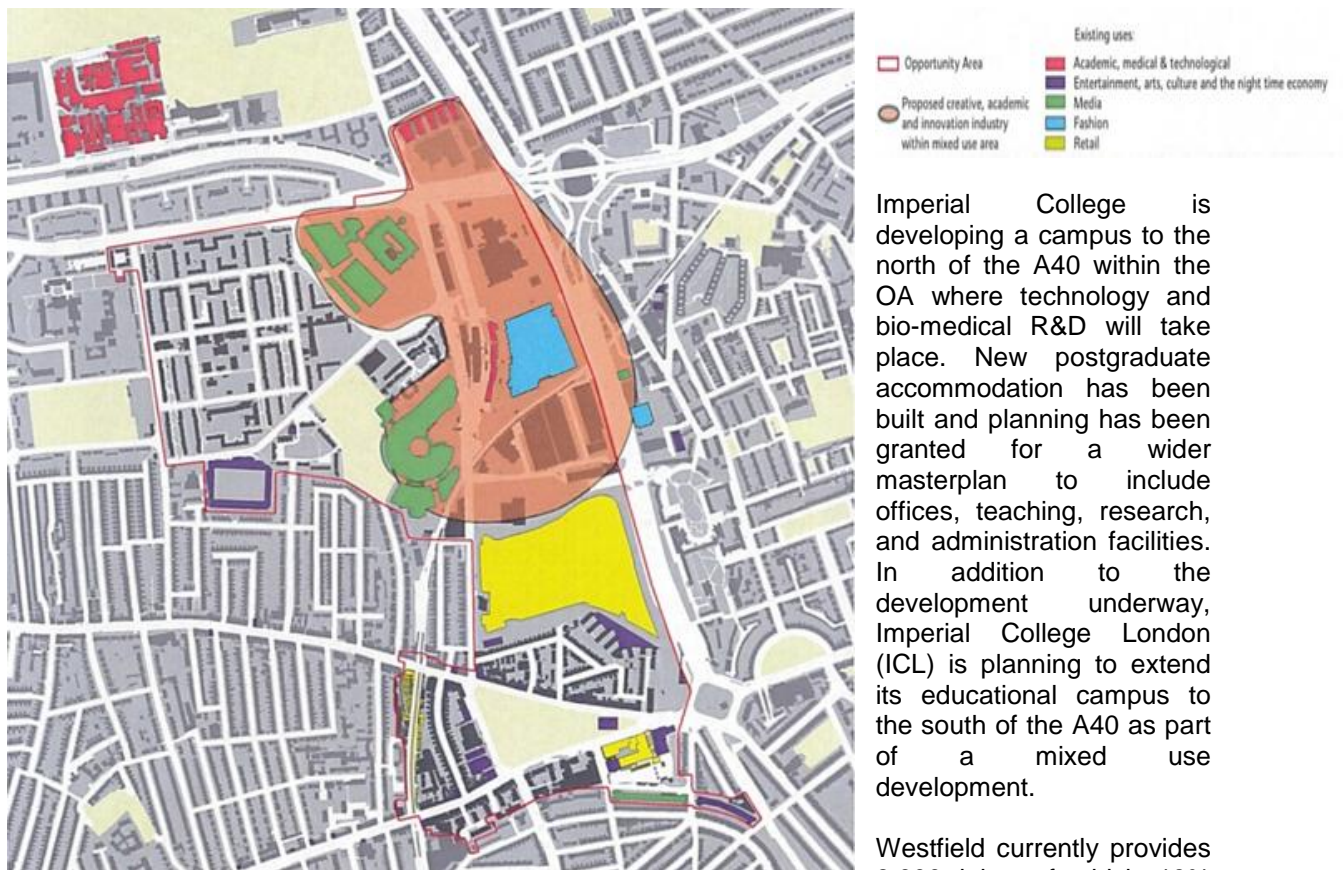 Existing uses:
Opportunity Area
Academic, medical & technological
Entertainment, arts, culture and the night time economy
Proposed creative, academic
and innovation industry
within mixed use area
Media
Fashion
Retail
Imperial College is
developing a campus to the
north of the A40 within the
OA where technology and
bio-medical R&D will take
place. New postgraduate
accommodation has been
built and planning has been
granted for a wider
masterplan to include
offices, teaching, research,
and administration facilities.
In addition to the
development underway,
Imperial College London
(ICL) is planning to extend
its educational campus to
the south of the A40 as part
of a mixed use
development.
Westfield currently provides